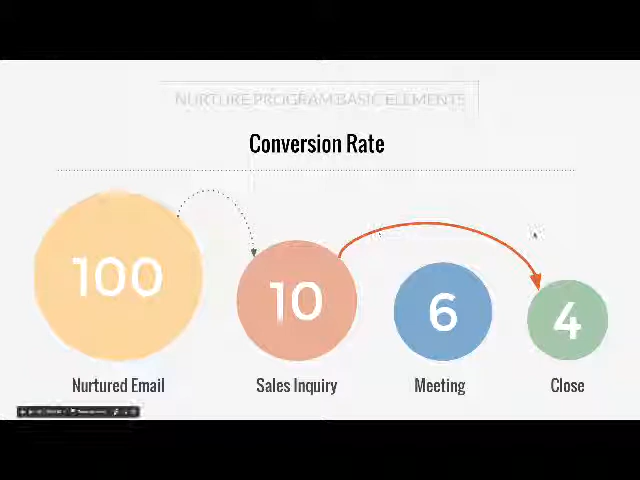 NURTURE PROGRAM BASIC ELEMENTS
Conversion Rate
100
10
6
4
Nurtured Email
Sales Inquiry
Meeting
Close